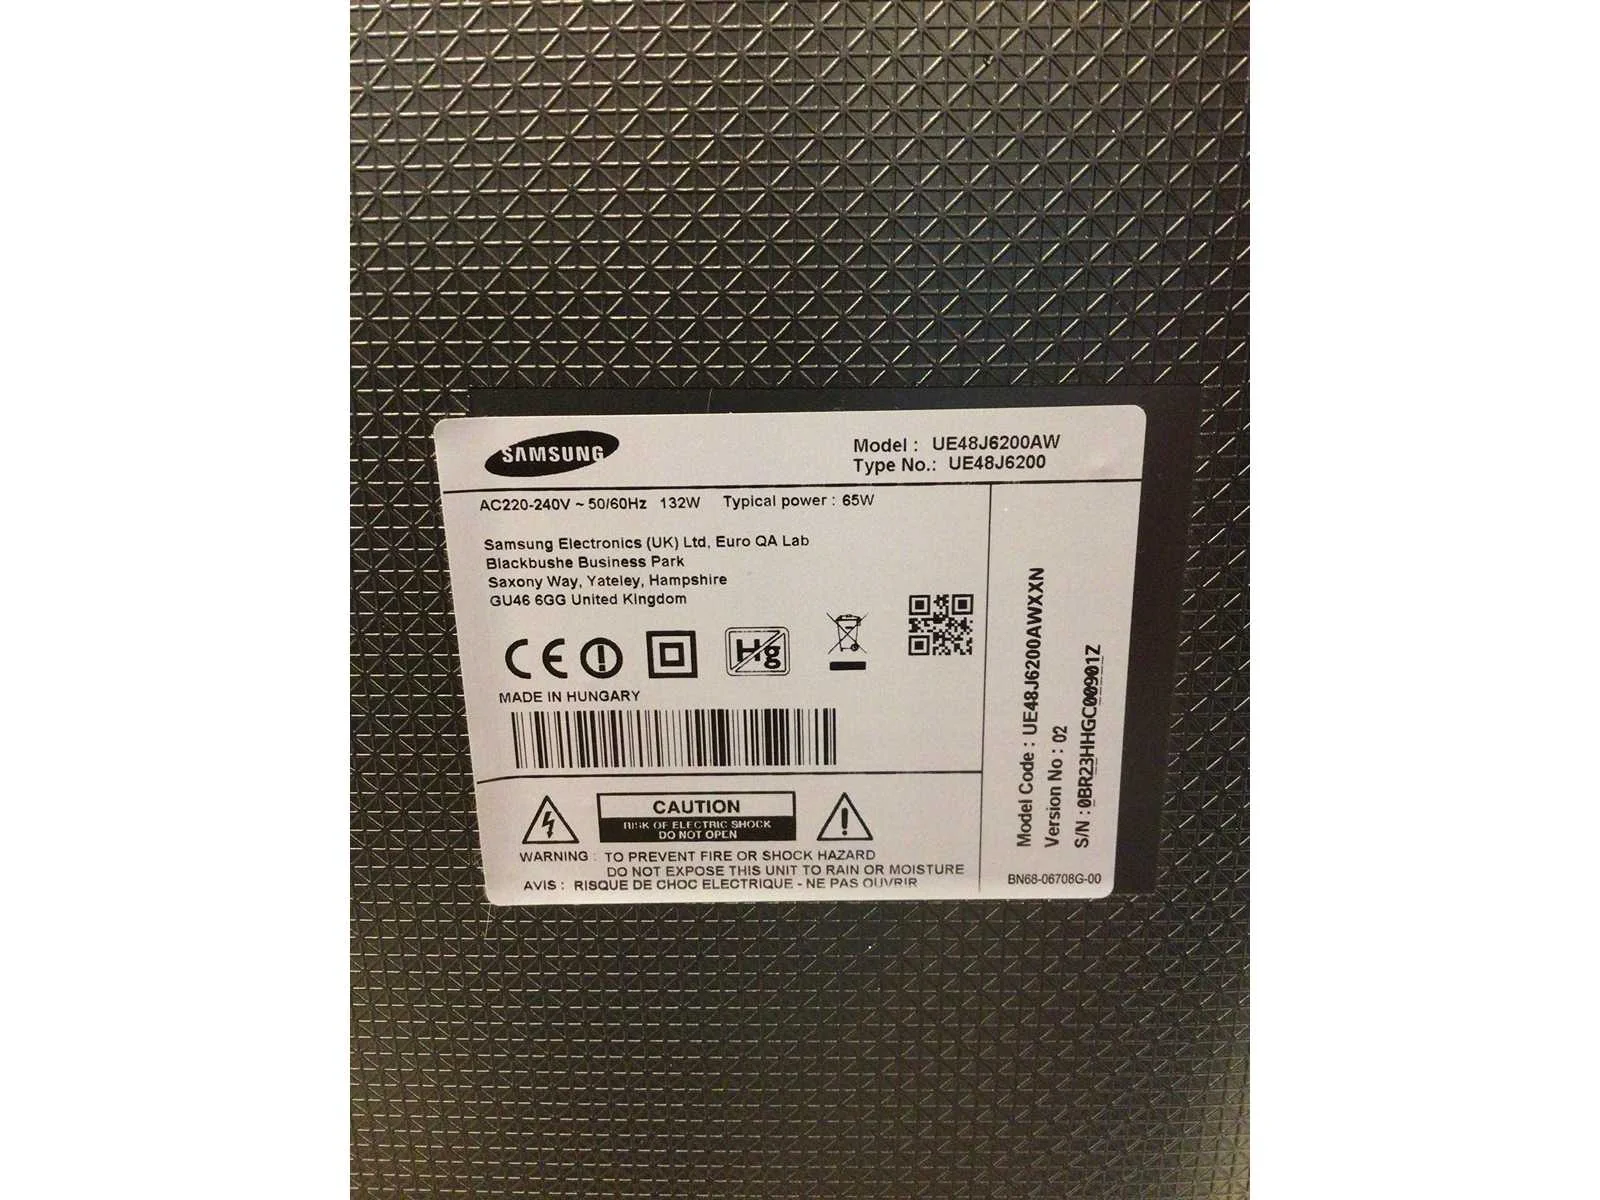 SAMSUNG
Model : UE48J6200AW
Type No.: UE48J6200
AC220-240V ~ 50/60Hz 132W Typical power : 65W
Samsung Electronics (UK) Ltd, Euro QA Lab
Blackbushe Business Park
Saxony Way, Yateley, Hampshire
GU46 6GG United Kingdom
CE
Hg
MADE IN HUNGARY
CAUTION
RISK OF ELECTRIC SHOCK
DO NOT OPEN
WARNING : TO PREVENT FIRE OR SHOCK HAZARD
DO NOT EXPOSE THIS UNIT TO RAIN OR MOISTURE
AVIS : RISQUE DE CHOC ELECTRIQUE - NE PAS OUVRIR
Model Code : UE48J6200AWXXN
Version No : 02
S/N : 0BR23HHGC00901Z
BN68-06708G-00